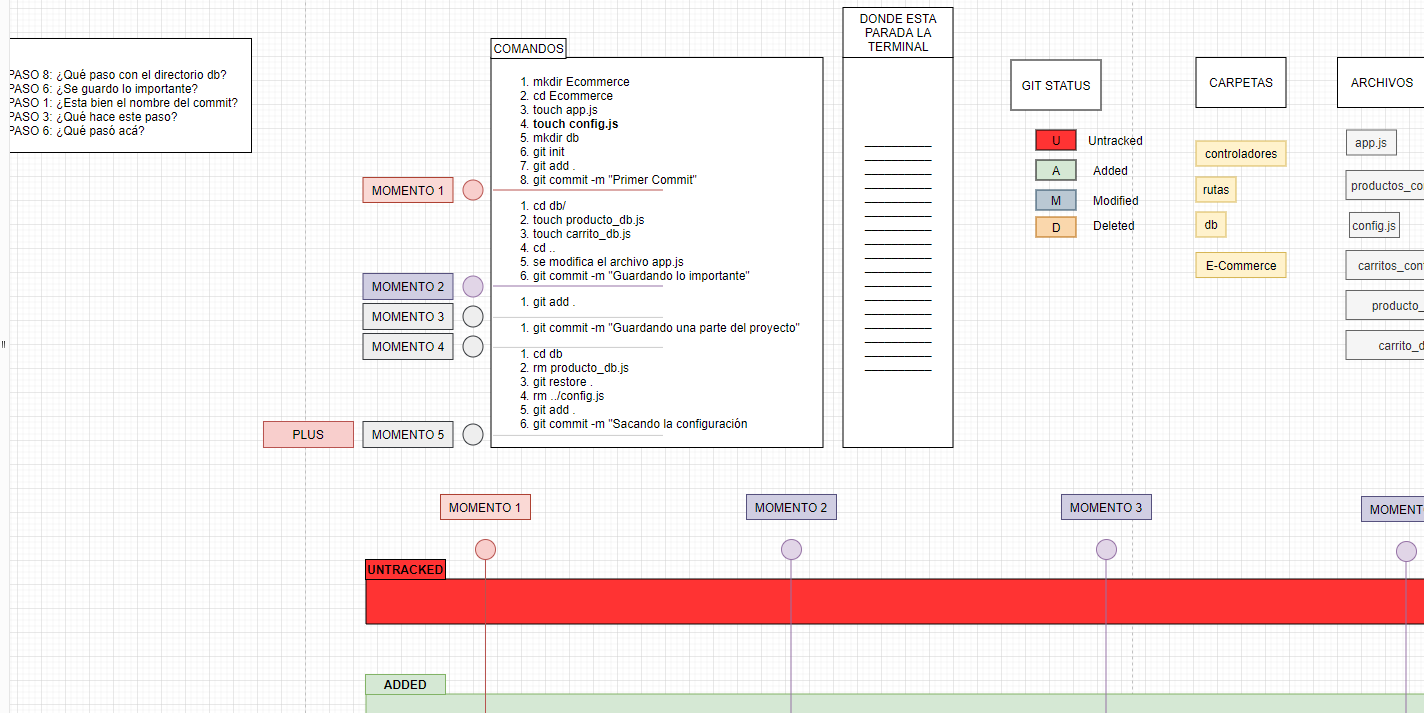 PASO 8: ¿Qué paso con el directorio db?
PASO 6: ¿Se guardo lo importante?
PASO 1: ¿Esta bien el nombre del commit?
PASO 3: ¿Qué hace este paso?
PASO 6: ¿Qué pasó acá?
COMANDOS
1. mkdir Ecommerce
2. cd Ecommerce
3. touch app.js
4. touch config.js
5. mkdir db
6. git init
7. git add .
8. git commit -m "Primer Commit"
MOMENTO 1
1. cd db/
2. touch producto_db.js
3. touch carrito_db.js
4. cd ..
5. se modifica el archivo app.js
6. git commit -m "Guardando lo importante"
MOMENTO 2
1. git add .
MOMENTO 3
1. git commit -m "Guardando una parte del proyecto"
MOMENTO 4
1. cd db
2. rm producto_db.js
3. git restore .
4. rm ../config.js
5. git add .
6. git commit -m "Sacando la configuración
PLUS
MOMENTO 5
DONDE ESTA
PARADA LA
TERMINAL
GIT STATUS
U Untracked
A Added
M Modified
D Deleted
CARPETAS
controladores
rutas
db
E-Commerce
ARCHIVOS
app.js
productos_co
config.js
carritos_con
producto_
carrito_d
MOMENTO 1
MOMENTO 2
MOMENTO 3
MOMENT
UNTRACKED
ADDED